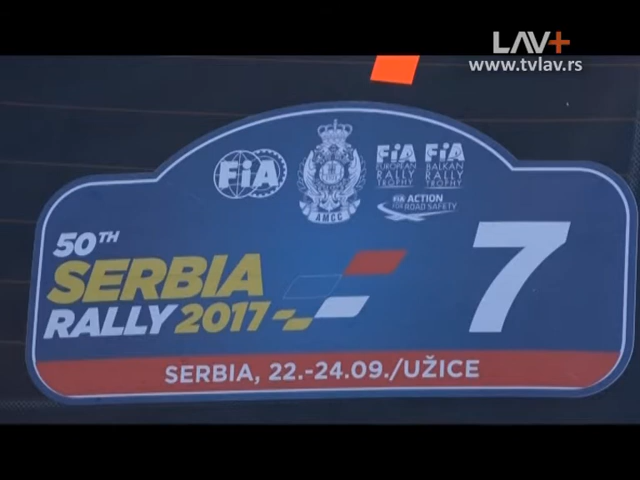 LAV+
www.tvlav.rs
FiA
AMCC
FiA
EUROPEAN
RALLY
TROPHY
FiA
BALKAN
RALLY
TROPHY
FIA ACTION
FOR ROAD SAFETY
50TH
SERBIA
RALLY 2017
7
SERBIA, 22.-24.09./UŽICE